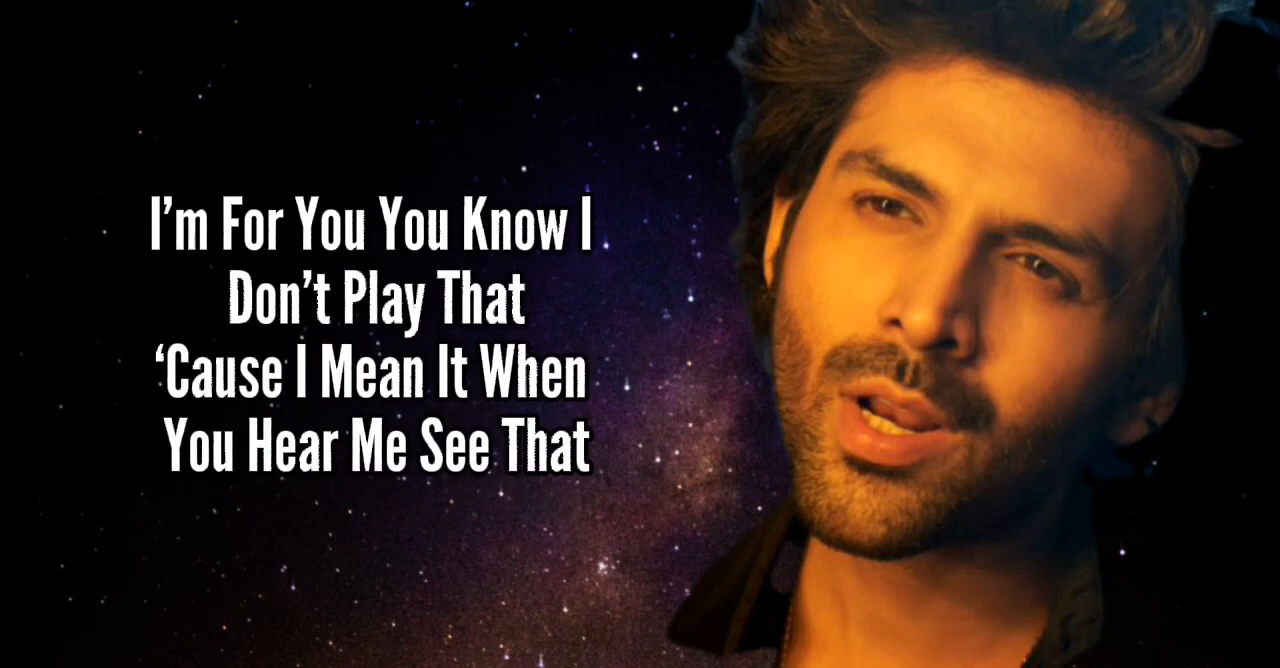 I’m For You You Know I
Don’t Play That
‘Cause I Mean It When
You Hear Me See That